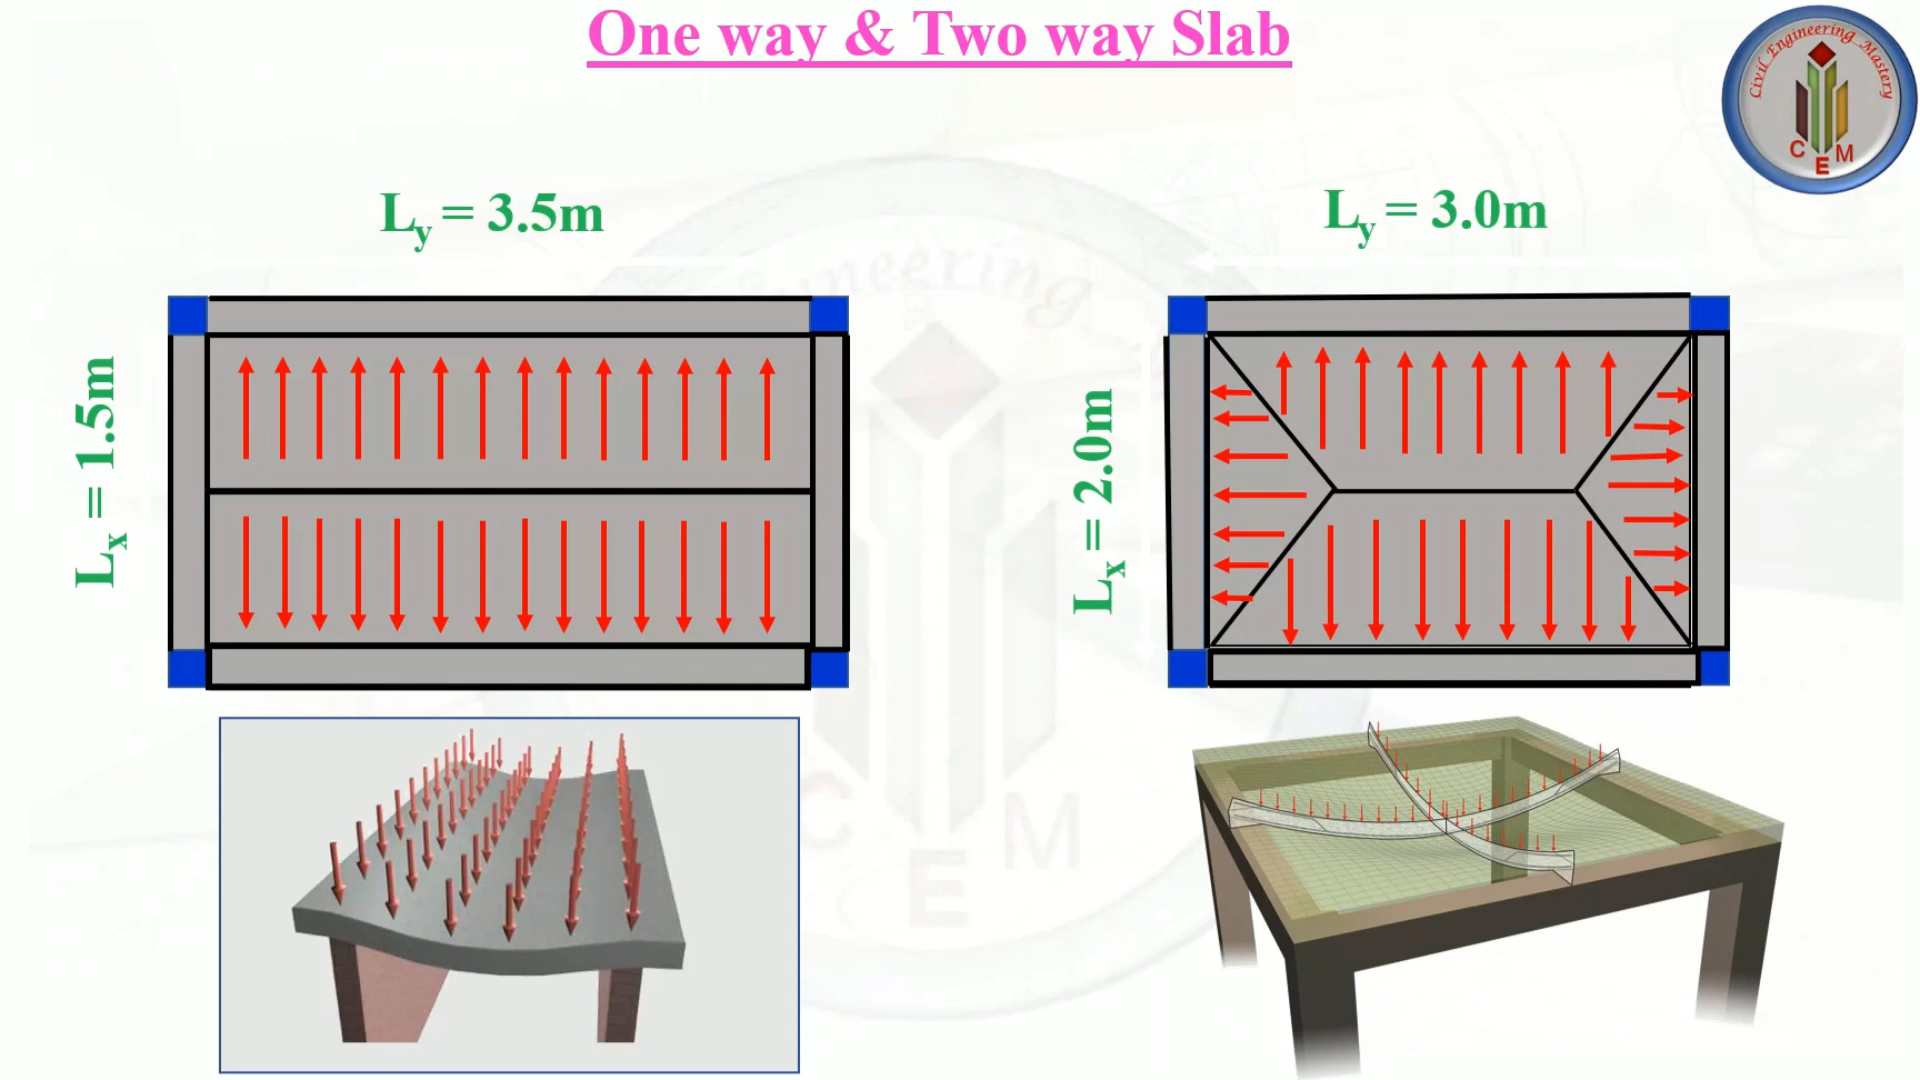 One way & Two way Slab
Civil Engineering Mastery
C E M
Ly = 3.5m
Ly = 3.0m
Lx = 1.5m
Lx = 2.0m
C E M